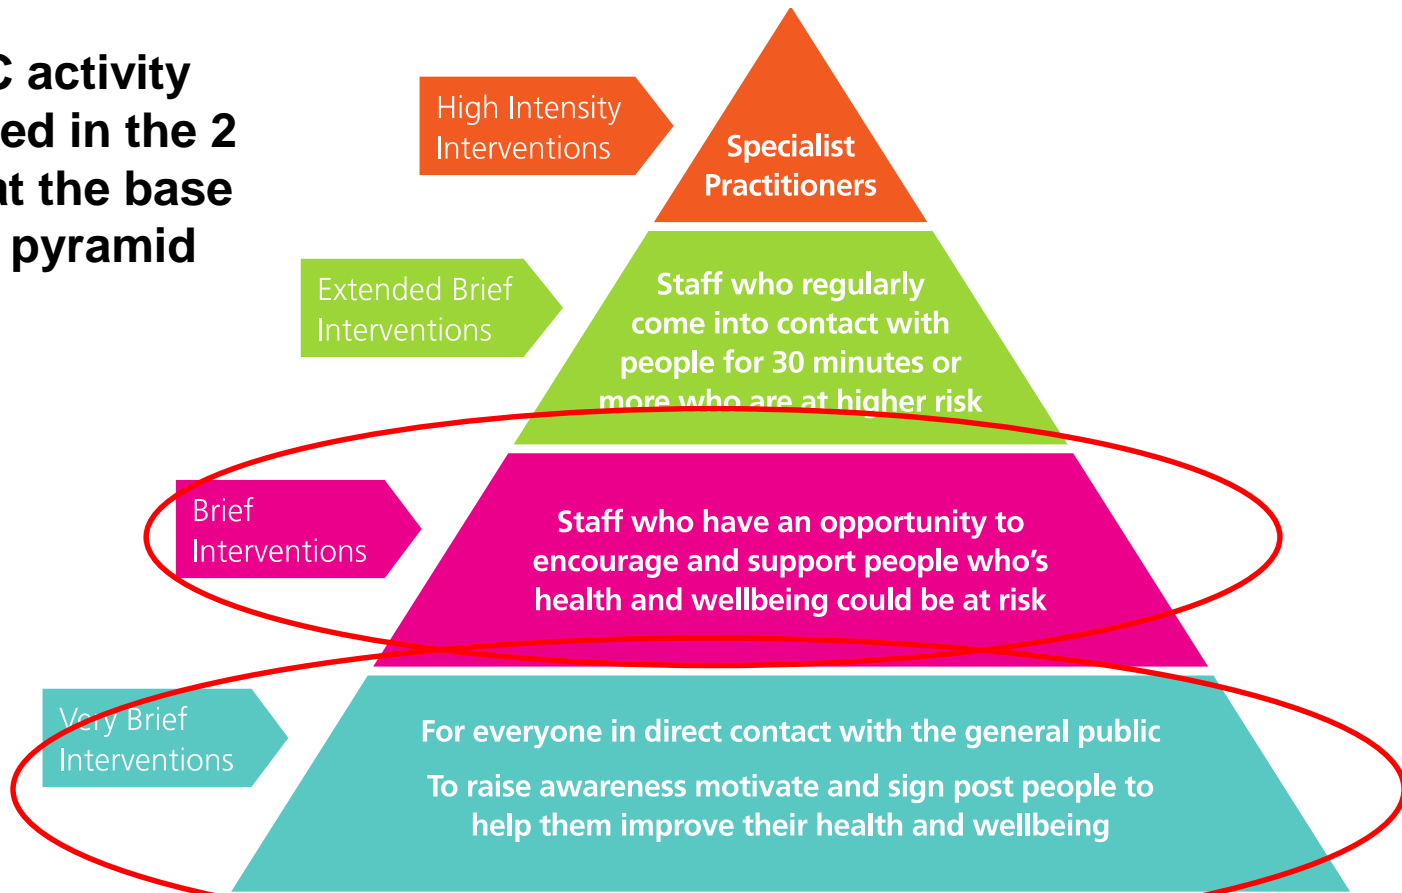 C activity
ed in the 2
at the base
pyramid
High Intensity
Interventions
Specialist
Practitioners
Extended Brief
Interventions
Staff who regularly
come into contact with
people for 30 minutes or
more who are at higher risk
Brief
Interventions
Staff who have an opportunity to
encourage and support people who's
health and wellbeing could be at risk
Very Brief
Interventions
For everyone in direct contact with the general public
To raise awareness motivate and sign post people to
help them improve their health and wellbeing